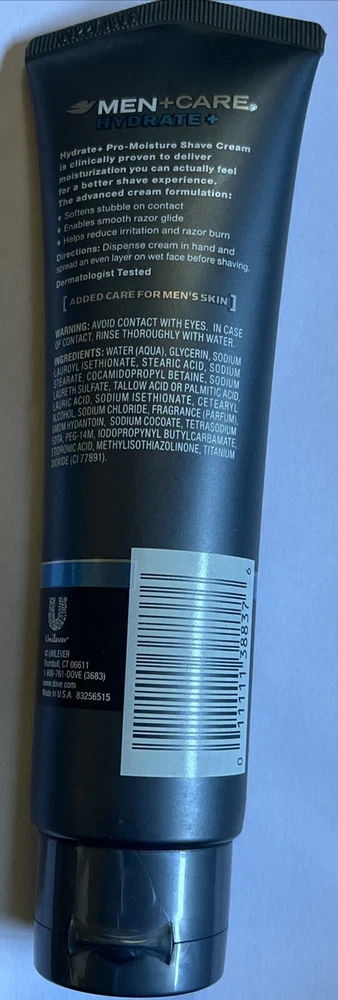 MEN+CARE®
HYDRATE +
Hydrate+ Pro-Moisture Shave Cream
is clinically proven to deliver
moisturization you can actually feel
for a better shave experience.
The advanced cream formulation:
+ Softens stubble on contact
+ Enables smooth razor glide
+ Helps reduce irritation and razor burn
Directions: Dispense cream in hand and
spread an even layer on wet face before shaving.
Dermatologist Tested
[ADDED CARE FOR MEN'S SKIN]
WARNING: AVOID CONTACT WITH EYES. IN CASE
OF CONTACT, RINSE THOROUGHLY WITH WATER.
INGREDIENTS: WATER (AQUA), GLYCERIN, SODIUM
LAUROYL ISETHIONATE, STEARIC ACID, SODIUM
STEARATE, COCAMIDOPROPYL BETAINE, SODIUM
LAURETH SULFATE, TALLOW ACID OR PALMITIC ACID,
LAURIC ACID, SODIUM ISETHIONATE, CETEARYL
ALCOHOL, SODIUM CHLORIDE, FRAGRANCE (PARFUM),
DMDM HYDANTOIN, SODIUM COCOATE, TETRASODIUM
EDTA, PEG-14M, IODOPROPYNYL BUTYLCARBAMATE,
ETIDRONIC ACID, METHYLISOTHIAZOLINONE, TITANIUM
DIOXIDE (CI 77891).
Unilever
© UNILEVER
Trumbull, CT 06611
1-800-761-DOVE (3683)
www.dove.com
Made in U.S.A. 83256515
0 11111 38837 6